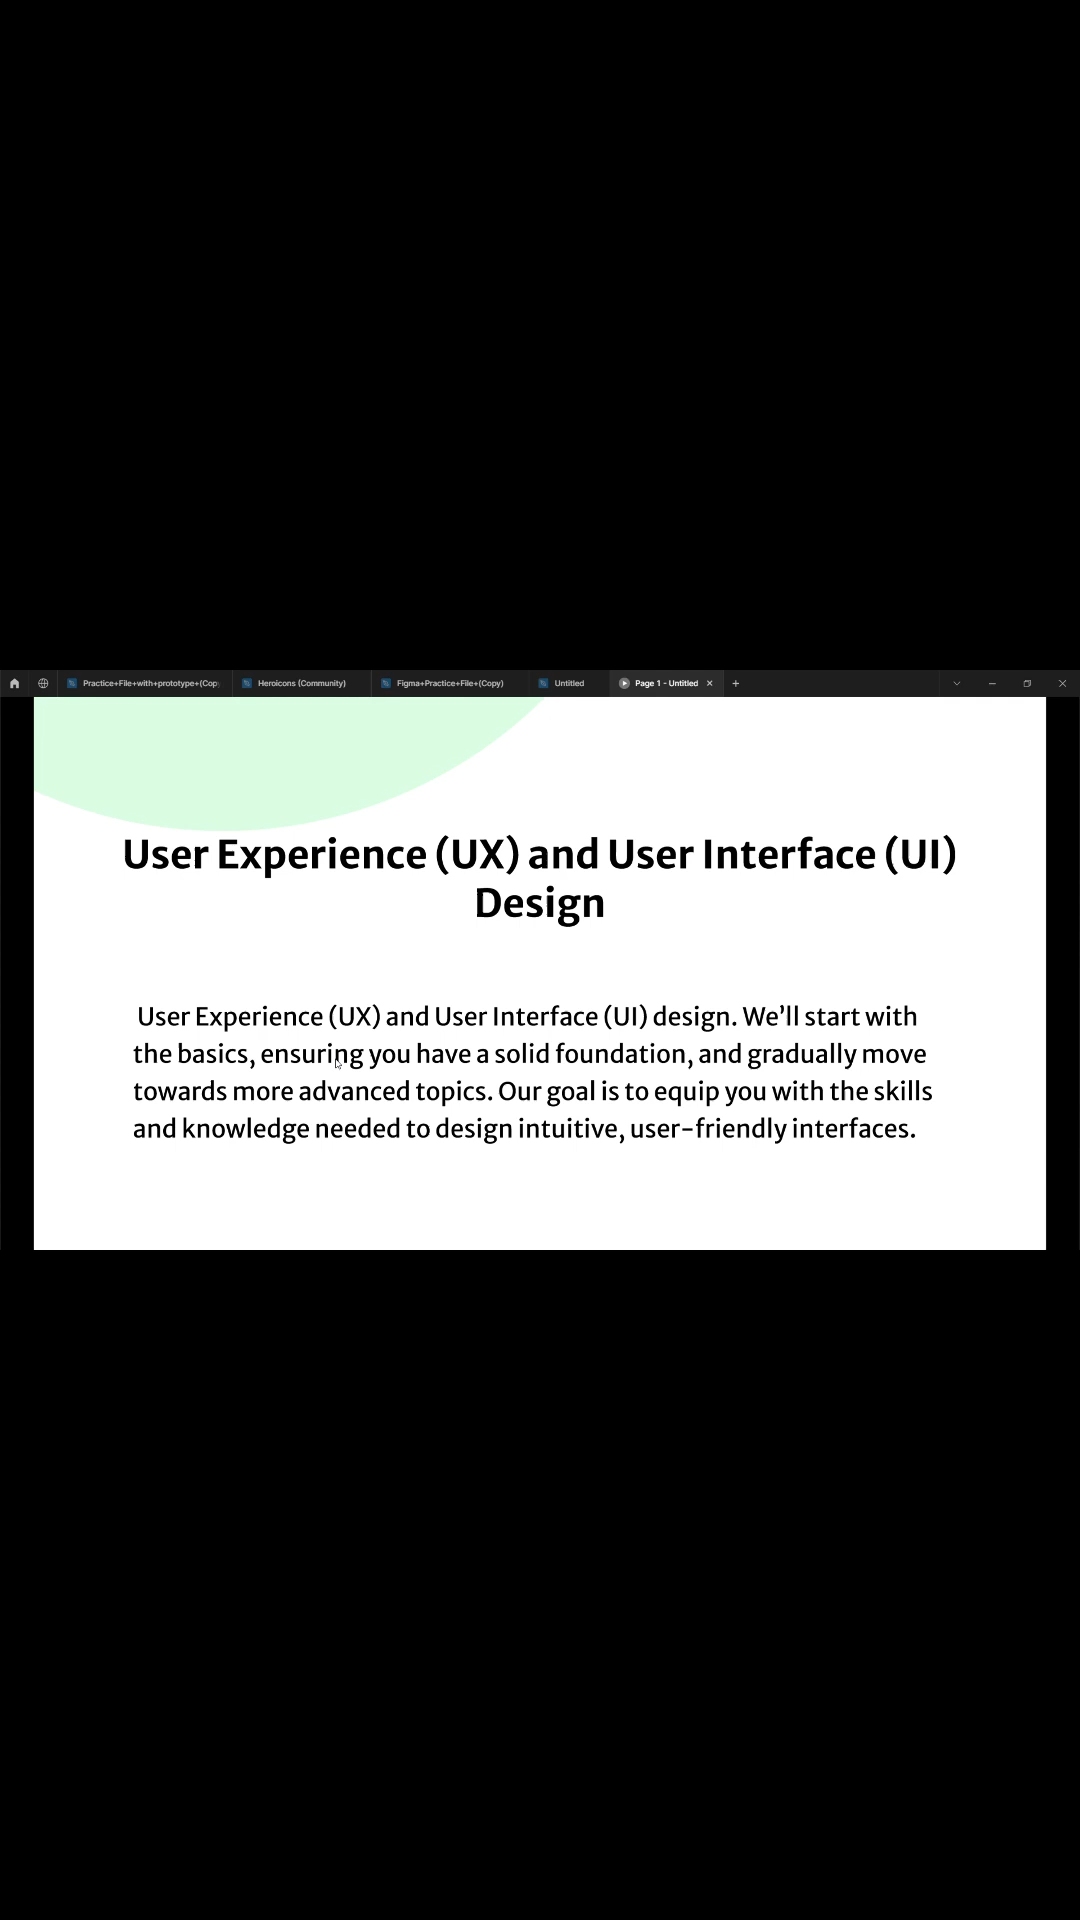 Practice+File+with+prototype+(Cop
Heroicons (Community)
Figma+Practice+File+(Copy)
Untitled
Page 1 - Untitled
User Experience (UX) and User Interface (UI)
Design
User Experience (UX) and User Interface (UI) design. We’ll start with
the basics, ensuring you have a solid foundation, and gradually move
towards more advanced topics. Our goal is to equip you with the skills
and knowledge needed to design intuitive, user-friendly interfaces.